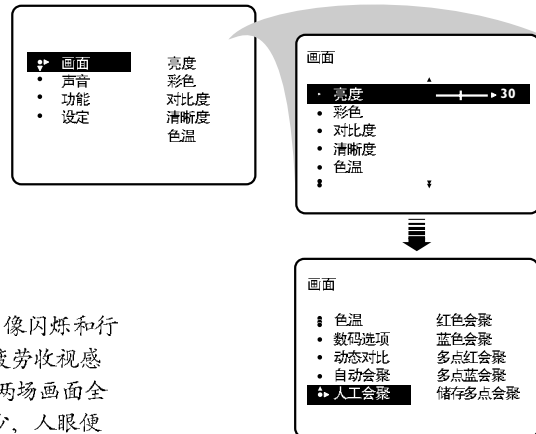 画面 亮度
声音 彩色
功能 对比度
设定 清晰度
色温
画面
亮度 30
彩色
对比度
清晰度
色温
画面
色温 红色会聚
数码选项 蓝色会聚
动态对比 多点红会聚
自动会聚 多点蓝会聚
人工会聚 储存多点会聚
像闪烁和行
疲劳收视感
两场画面全
少，人眼便